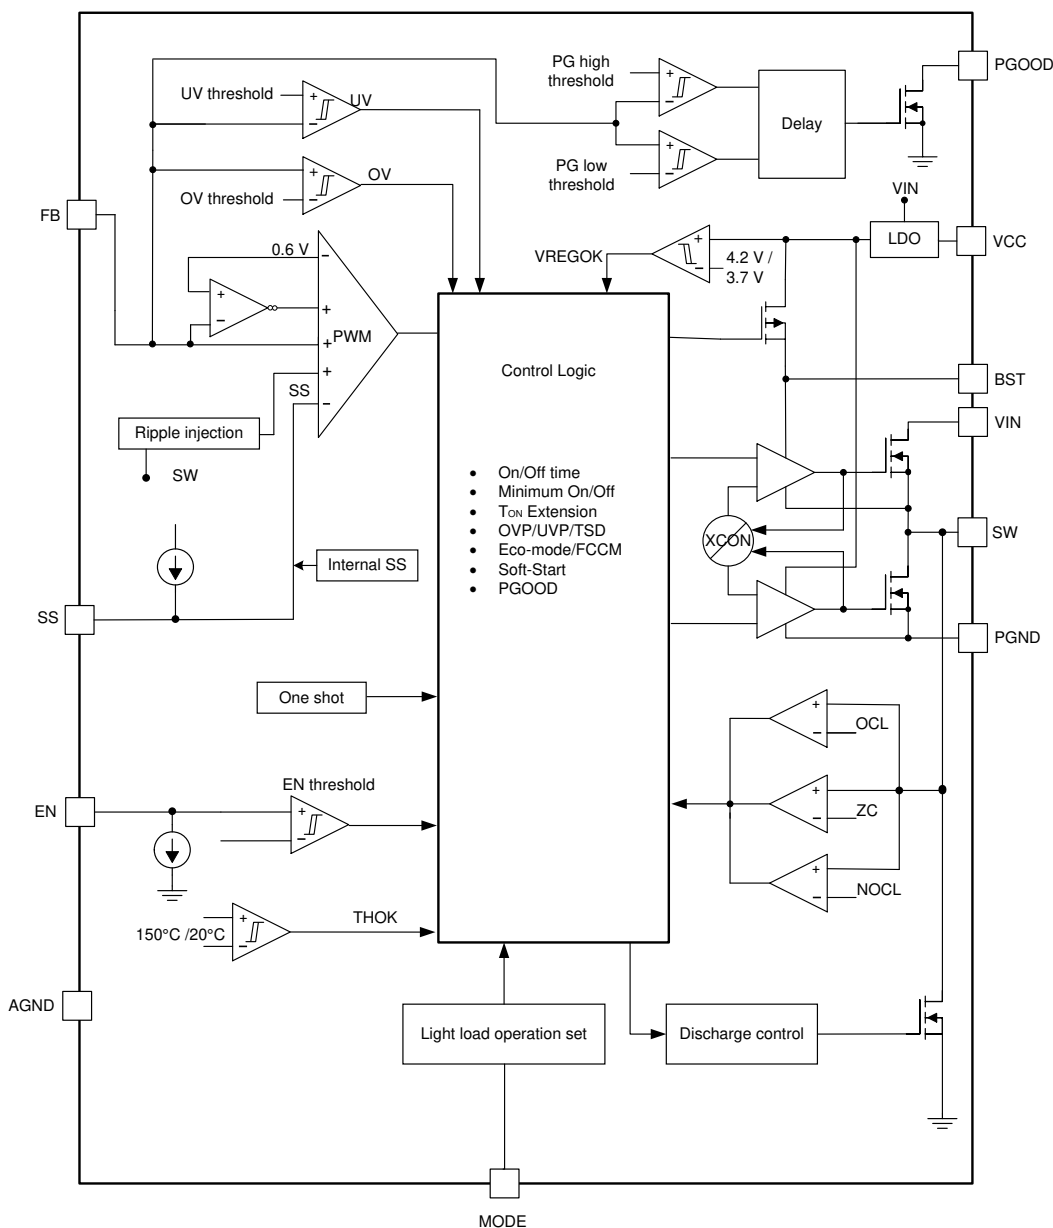 PG high
threshold
PGOOD
UV threshold
+
−
UV
+
−
Delay
+
−
PG low
threshold
OV threshold
+
−
OV
VIN
FB
LDO
VCC
0.6 V
−
VREGOK
+
−
4.2 V /
3.7 V
+
−
+
PWM
+
+
SS
−
Control Logic
BST
VIN
Ripple injection
SW
• On/Off time
• Minimum On/Off
• TON Extension
• OVP/UVP/TSD
• Eco-mode/FCCM
• Soft-Start
• PGOOD
XCON
SW
Internal SS
SS
PGND
One shot
+
−
OCL
EN threshold
EN
+
−
+
−
ZC
+
−
NOCL
THOK
150°C /20°C
+
−
AGND
Light load operation set
Discharge control
MODE